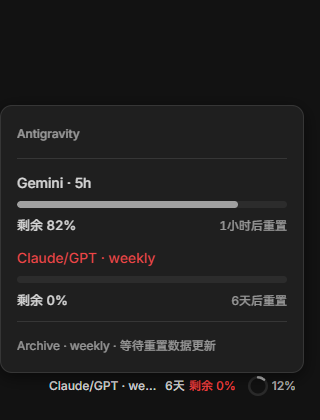 Antigravity
Gemini · 5h
剩余 82% 1小时后重置
Claude/GPT · weekly
剩余 0% 6天后重置
Archive · weekly · 等待重置数据更新
Claude/GPT · we... 6天 剩余 0% 12%